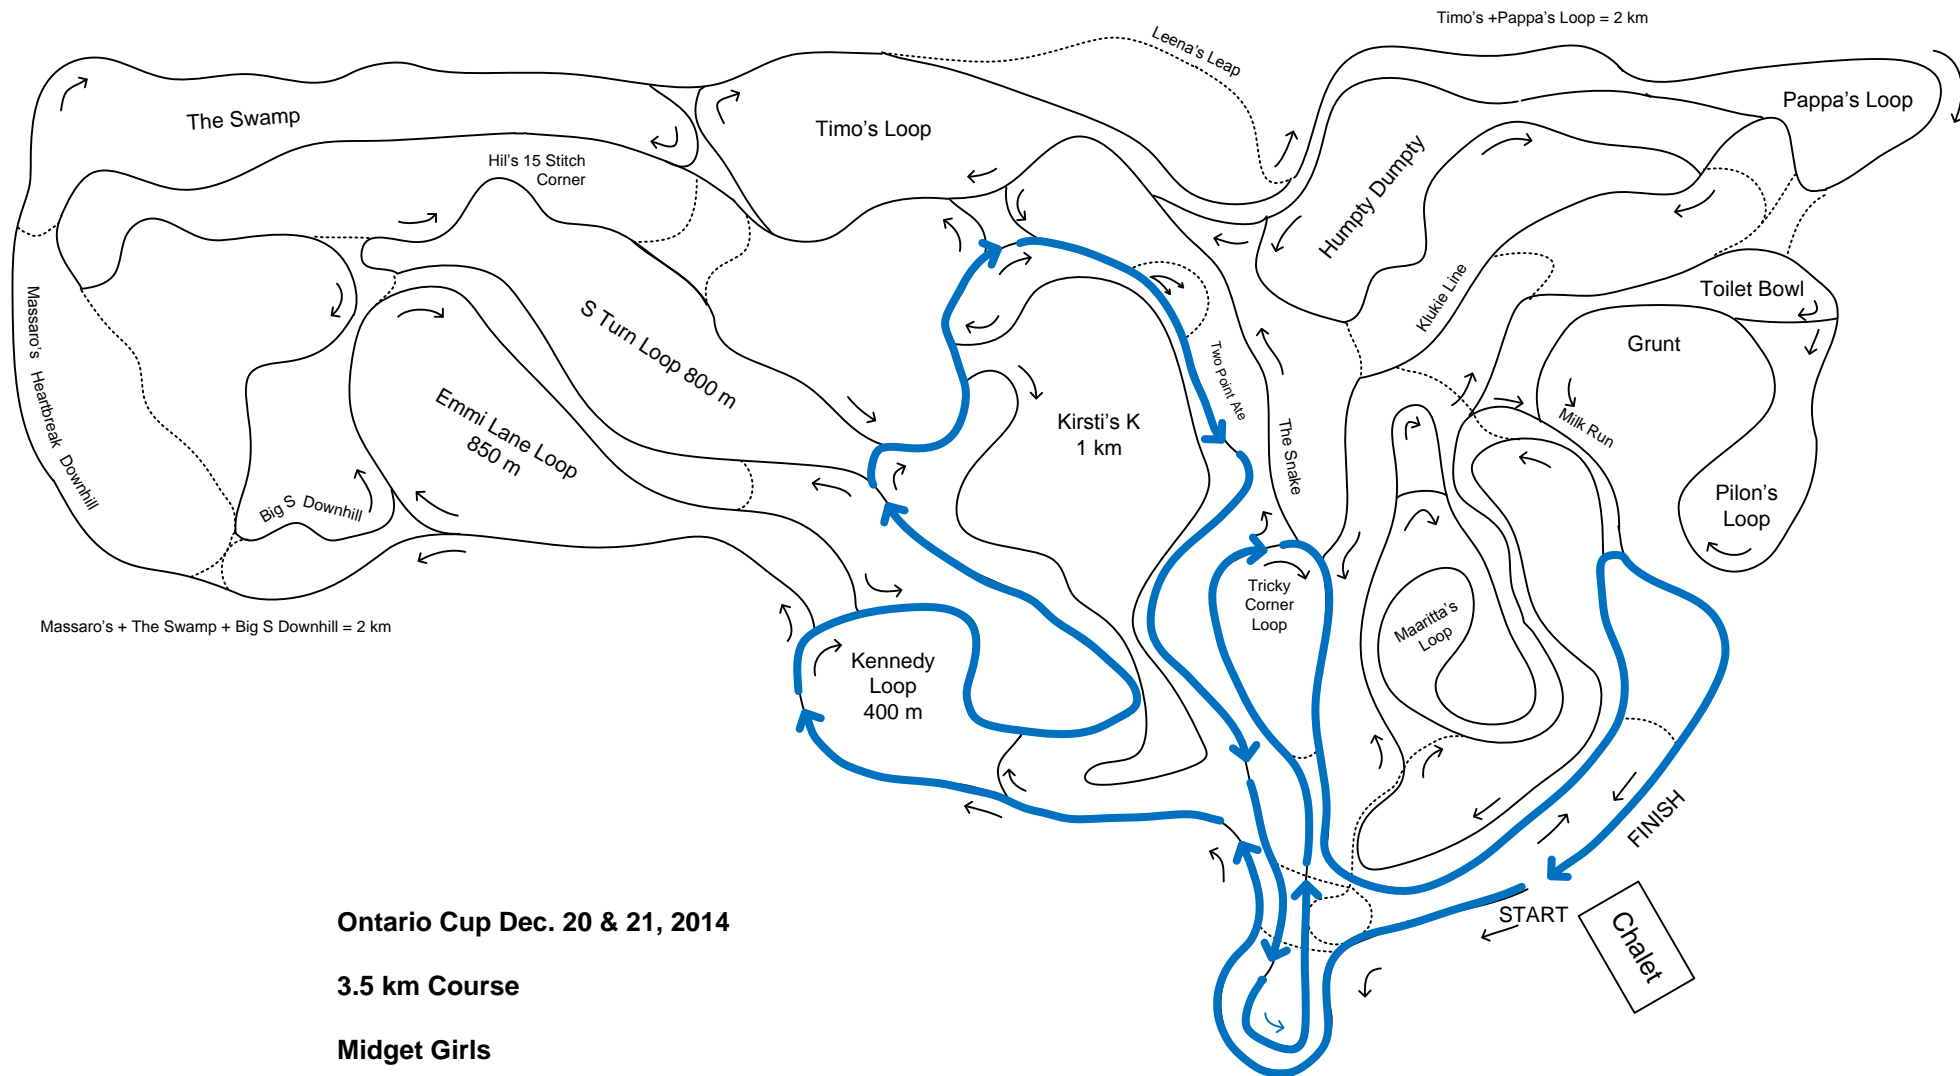 Timo's +Pappa's Loop = 2 km
Leena's Leap
Pappa's Loop
The Swamp
Timo's Loop
Hil's 15 Stitch
Corner
Humpty Dumpty
Klukie Line
Toilet Bowl
Grunt
Massaro's Heartbreak Downhill
S Turn Loop 800 m
Two Point Ate
Emmi Lane Loop
850 m
Kirsti's K
1 km
The Snake
Milk Run
Pilon's
Loop
Big S Downhill
Tricky
Corner
Loop
Maaritta's
Loop
Massaro's + The Swamp + Big S Downhill = 2 km
Kennedy
Loop
400 m
FINISH
START
Chalet
Ontario Cup Dec. 20 & 21, 2014
3.5 km Course
Midget Girls